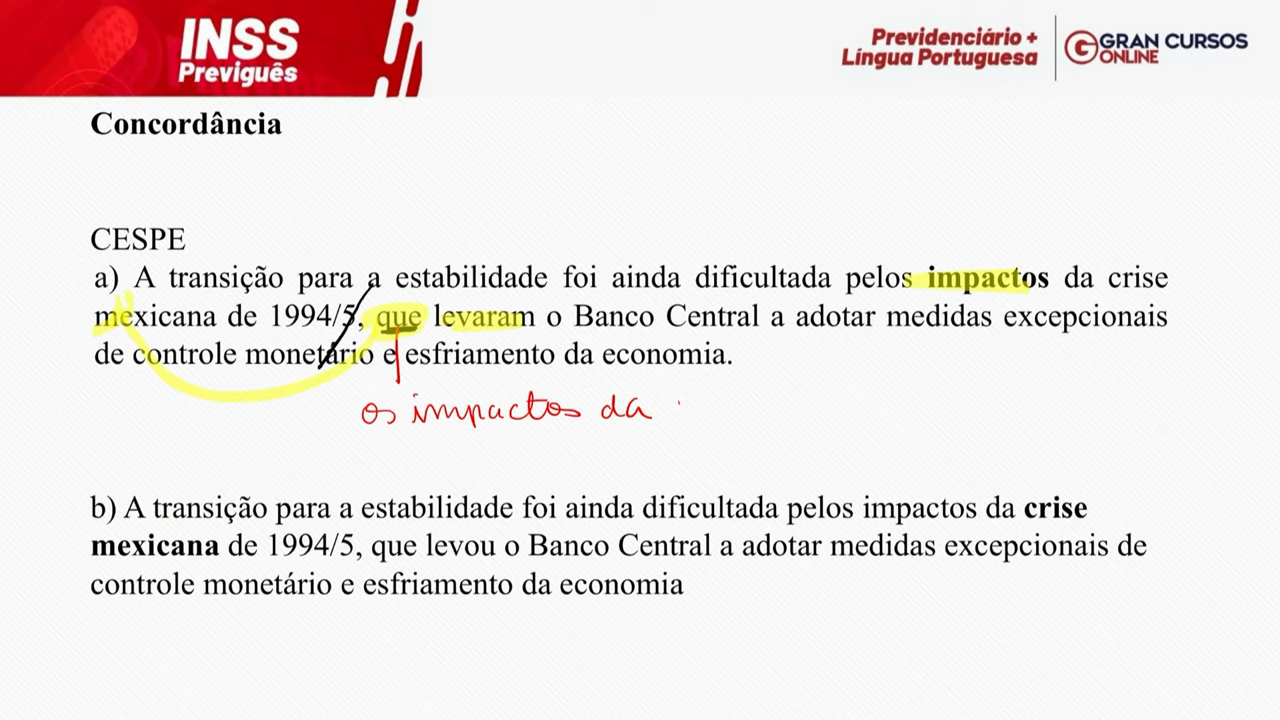 INSS
Previguês
Previdenciário +
Língua Portuguesa
GRAN CURSOS
ONLINE
Concordância
CESPE
a) A transição para a estabilidade foi ainda dificultada pelos impactos da crise
mexicana de 1994/5, que levaram o Banco Central a adotar medidas excepcionais
de controle monetário e esfriamento da economia.
os impactos da
b) A transição para a estabilidade foi ainda dificultada pelos impactos da crise
mexicana de 1994/5, que levou o Banco Central a adotar medidas excepcionais de
controle monetário e esfriamento da economia